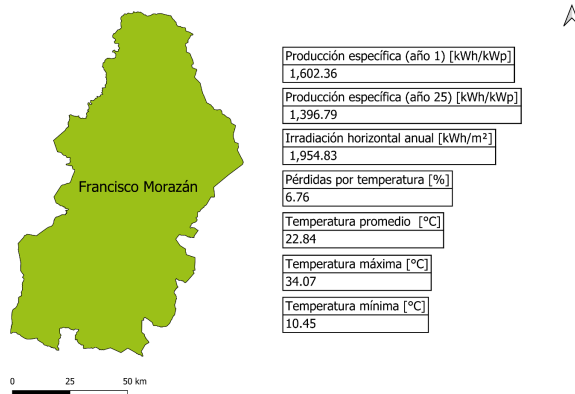 Producción específica (año 1) [kWh/kWp]
1,602.36
Producción específica (año 25) [kWh/kWp]
1,396.79
Irradiación horizontal anual [kWh/m²]
1,954.83
Pérdidas por temperatura [%]
6.76
Francisco Morazán
Temperatura promedio [°C]
22.84
Temperatura máxima [°C]
34.07
Temperatura mínima [°C]
10.45
0 25 50 km